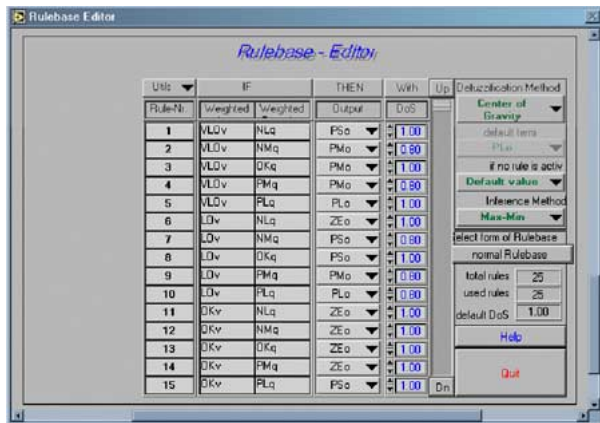 Rulebase Editor
Rulebase - Editor
Utils IF THEN With Up Defuzzification Method
Rule-Nr. Weighted Weighted Output DoS Center of Gravity
default term
PLo
if no rule is activ
Default value
Inference Method
Max-Min
select form of Rulebase
normal Rulebase
total rules 25
used rules 25
default DoS 1.00
Help
Quit
1 VLOv NLq PSo 1.00
2 VLOv NMq PMo 0.80
3 VLOv OKq PMo 1.00
4 VLOv PMq PMo 0.80
5 VLOv PLq PLo 1.00
6 LOv NLq ZEo 1.00
7 LOv NMq PSo 0.80
8 LOv OKq PSo 1.00
9 LOv PMq PMo 0.80
10 LOv PLq PLo 0.80
11 OKv NLq ZEo 1.00
12 OKv NMq ZEo 1.00
13 OKv OKq ZEo 1.00
14 OKv PMq ZEo 1.00
15 OKv PLq PSo 1.00 Dn